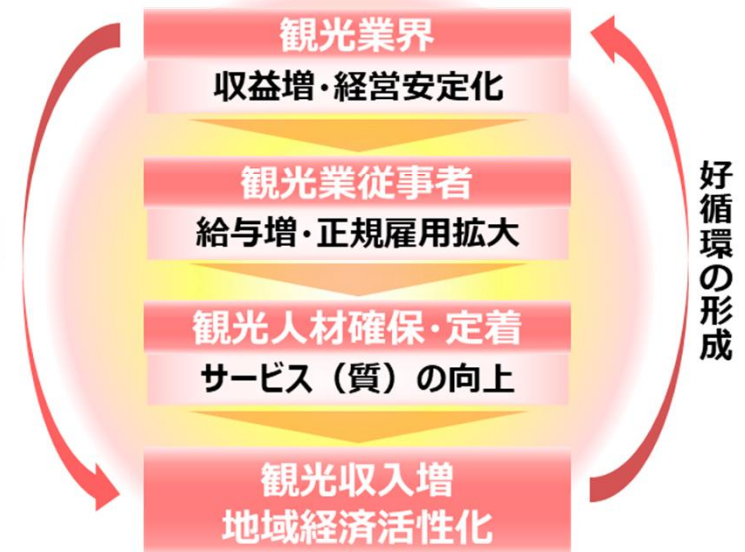 観光業界
収益増・経営安定化
観光業従事者
給与増・正規雇用拡大
観光人材確保・定着
サービス（質）の向上
観光収入増
地域経済活性化
好循環の形成